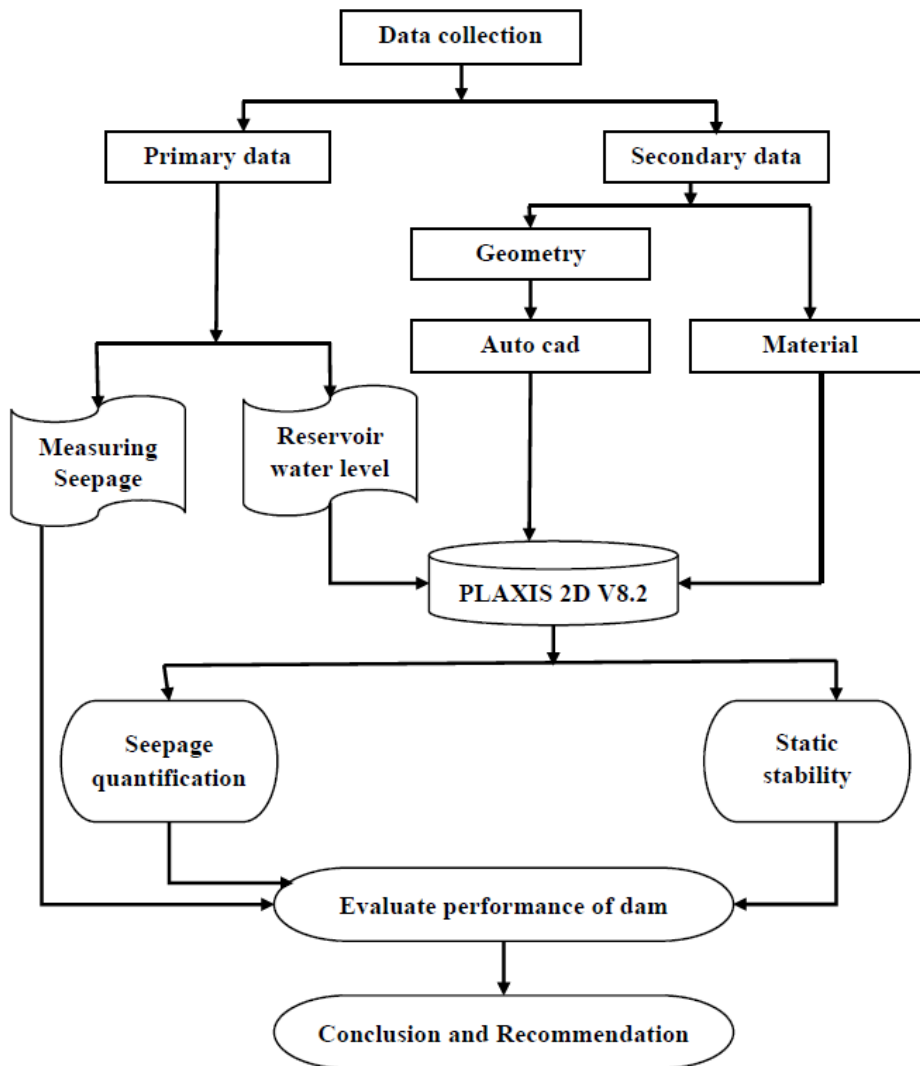 Data collection
Primary data
Secondary data
Geometry
Auto cad
Material
Measuring
Seepage
Reservoir
water level
PLAXIS 2D V8.2
Seepage
quantification
Static
stability
Evaluate performance of dam
Conclusion and Recommendation